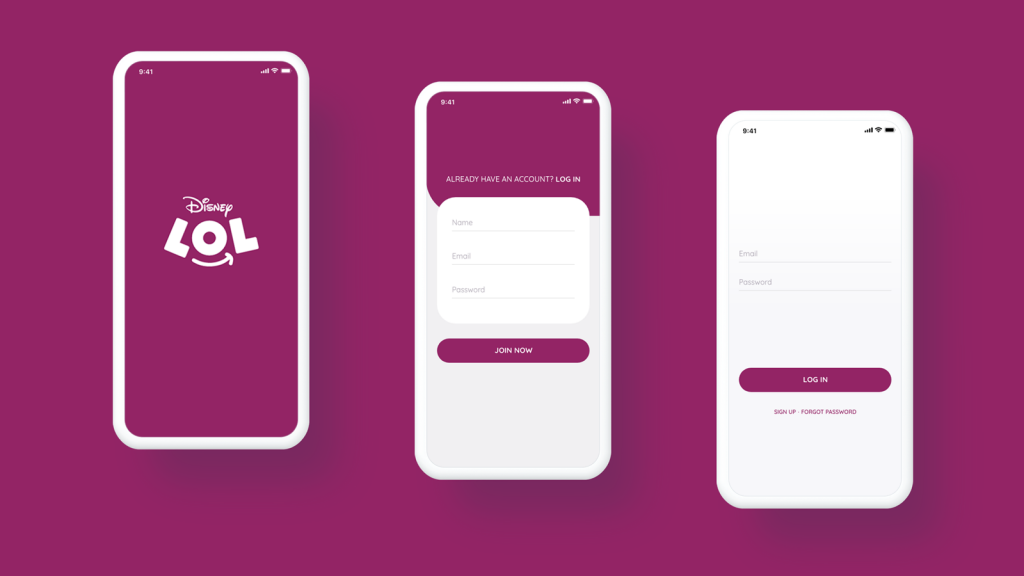 9:41
Disney
LOL
9:41
ALREADY HAVE AN ACCOUNT? LOG IN
Name
Email
Password
JOIN NOW
9:41
Email
Password
LOG IN
SIGN UP · FORGOT PASSWORD